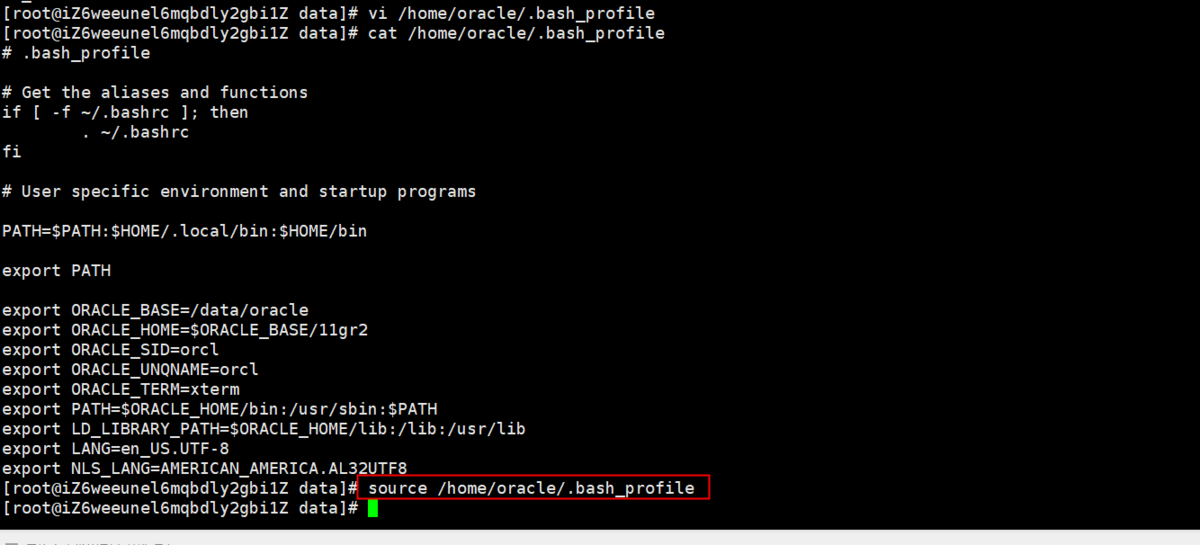 [root@iZ6weeunel6mqbdly2gbi1Z data]# vi /home/oracle/.bash_profile
[root@iZ6weeunel6mqbdly2gbi1Z data]# cat /home/oracle/.bash_profile
# .bash_profile
# Get the aliases and functions
if [ -f ~/.bashrc ]; then
        . ~/.bashrc
fi
# User specific environment and startup programs
PATH=$PATH:$HOME/.local/bin:$HOME/bin
export PATH
export ORACLE_BASE=/data/oracle
export ORACLE_HOME=$ORACLE_BASE/11gr2
export ORACLE_SID=orcl
export ORACLE_UNQNAME=orcl
export ORACLE_TERM=xterm
export PATH=$ORACLE_HOME/bin:/usr/sbin:$PATH
export LD_LIBRARY_PATH=$ORACLE_HOME/lib:/lib:/usr/lib
export LANG=en_US.UTF-8
export NLS_LANG=AMERICAN_AMERICA.AL32UTF8
[root@iZ6weeunel6mqbdly2gbi1Z data]# source /home/oracle/.bash_profile
[root@iZ6weeunel6mqbdly2gbi1Z data]#